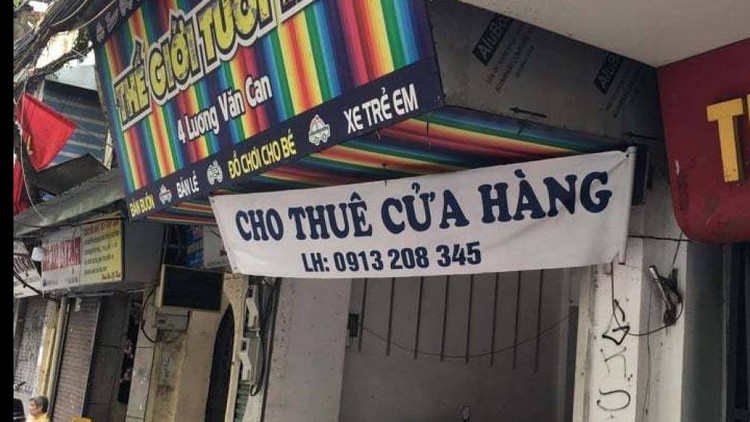 THẾ GIỚI TƯƠI
4 Lương Văn Can
BÁN BUÔN
BÁN LẺ
ĐỒ CHƠI CHO BÉ
XE TRẺ EM
CHO THUÊ CỬA HÀNG
LH: 0913 208 345